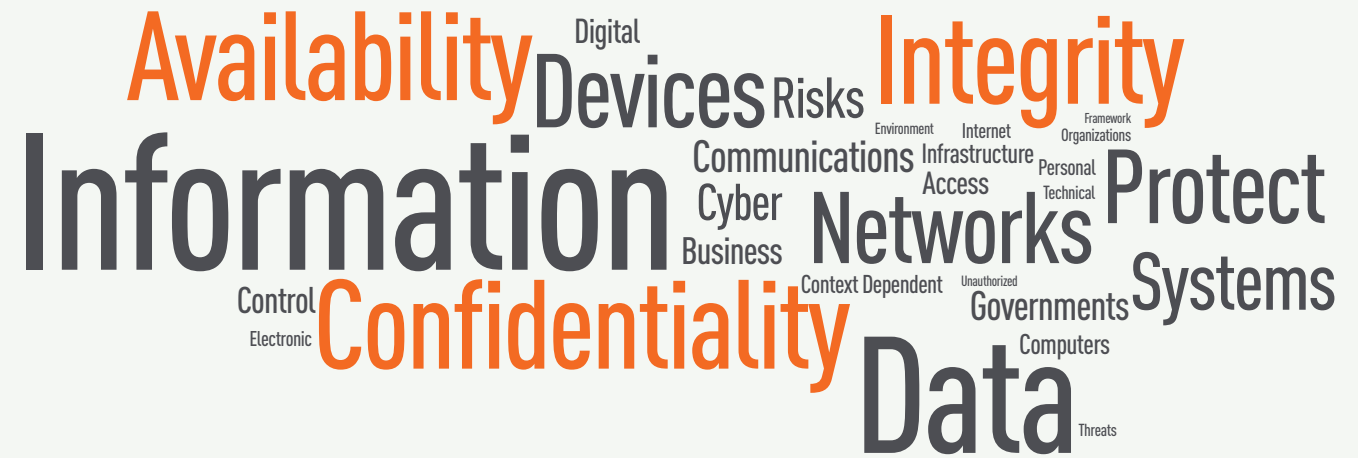 Availability
Digital
Devices
Risks
Integrity
Environment
Internet
Framework
Organizations
Information
Communications
Infrastructure
Personal
Protect
Cyber
Access
Technical
Networks
Business
Control
Confidentiality
Context Dependent
Unauthorized
Governments
Systems
Electronic
Data
Computers
Threats